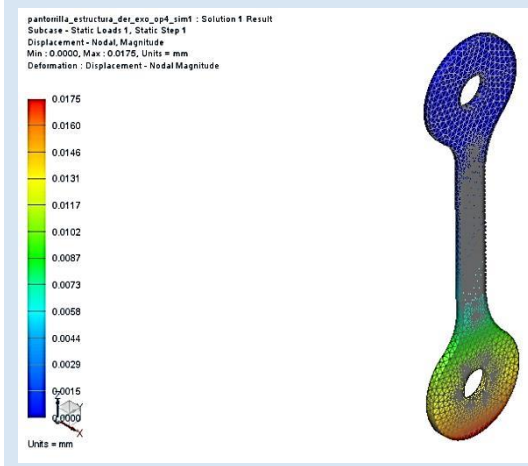 pantorrilla_estructura_der_exo_op4_sim1 : Solution 1 Result
Subcase - Static Loads 1, Static Step 1
Displacement - Nodal, Magnitude
Min : 0.0000, Max : 0.0175, Units = mm
Deformation : Displacement - Nodal Magnitude
0.0175
0.0160
0.0146
0.0131
0.0117
0.0102
0.0087
0.0073
0.0058
0.0044
0.0029
0.0015
0.0000
X
Units = mm